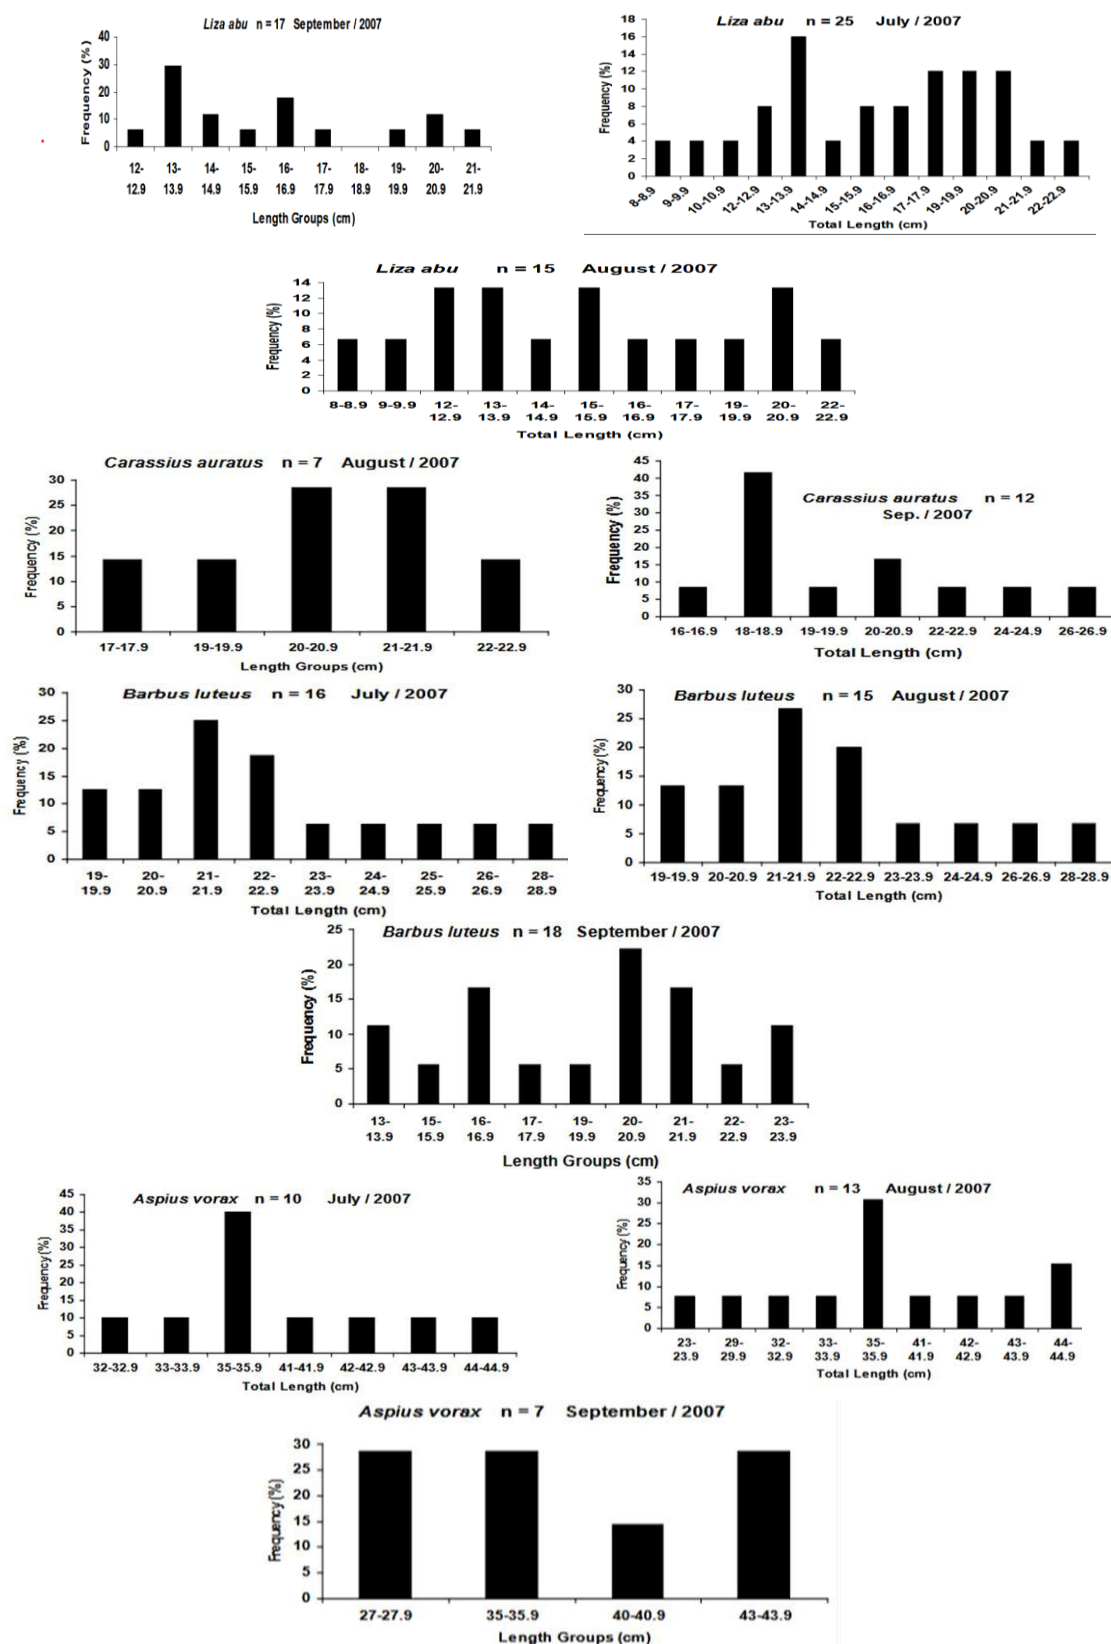 Liza abu n = 17 September / 2007
Frequency (%)
40
30
20
10
0
12-12.9 13-13.9 14-14.9 15-15.9 16-16.9 17-17.9 18-18.9 19-19.9 20-20.9 21-21.9
Length Groups (cm)
Liza abu n = 25 July / 2007
Frequency (%)
18
16
14
12
10
8
6
4
2
0
8-8.9 9-9.9 10-10.9 12-12.9 13-13.9 14-14.9 15-15.9 16-16.9 17-17.9 19-19.9 20-20.9 21-21.9 22-22.9
Total Length (cm)
Liza abu n = 15 August / 2007
Frequency (%)
14
12
10
8
6
4
2
0
8-8.9 9-9.9 12-12.9 13-13.9 14-14.9 15-15.9 16-16.9 17-17.9 19-19.9 20-20.9 22-22.9
Total Length (cm)
Carassius auratus n = 7 August / 2007
Frequency (%)
30
25
20
15
10
5
0
17-17.9 19-19.9 20-20.9 21-21.9 22-22.9
Length Groups (cm)
Carassius auratus n = 12
Sep. / 2007
Frequency (%)
45
40
35
30
25
20
15
10
5
0
16-16.9 18-18.9 19-19.9 20-20.9 22-22.9 24-24.9 26-26.9
Total Length (cm)
Barbus luteus n = 16 July / 2007
Frequency (%)
30
25
20
15
10
5
0
19-19.9 20-20.9 21-21.9 22-22.9 23-23.9 24-24.9 25-25.9 26-26.9 28-28.9
Total Length (cm)
Barbus luteus n = 15 August / 2007
Frequency (%)
30
25
20
15
10
5
0
19-19.9 20-20.9 21-21.9 22-22.9 23-23.9 24-24.9 26-26.9 28-28.9
Total Length (cm)
Barbus luteus n = 18 September / 2007
Frequency (%)
25
20
15
10
5
0
13-13.9 15-15.9 16-16.9 17-17.9 19-19.9 20-20.9 21-21.9 22-22.9 23-23.9
Length Groups (cm)
Aspius vorax n = 10 July / 2007
Frequency (%)
45
40
35
30
25
20
15
10
5
0
32-32.9 33-33.9 35-35.9 41-41.9 42-42.9 43-43.9 44-44.9
Total Length (cm)
Aspius vorax n = 13 August / 2007
Frequency (%)
35
30
25
20
15
10
5
0
23-23.9 29-29.9 32-32.9 33-33.9 35-35.9 41-41.9 42-42.9 43-43.9 44-44.9
Total Length (cm)
Aspius vorax n = 7 September / 2007
Frequency (%)
30
25
20
15
10
5
0
27-27.9 35-35.9 40-40.9 43-43.9
Length Groups (cm)